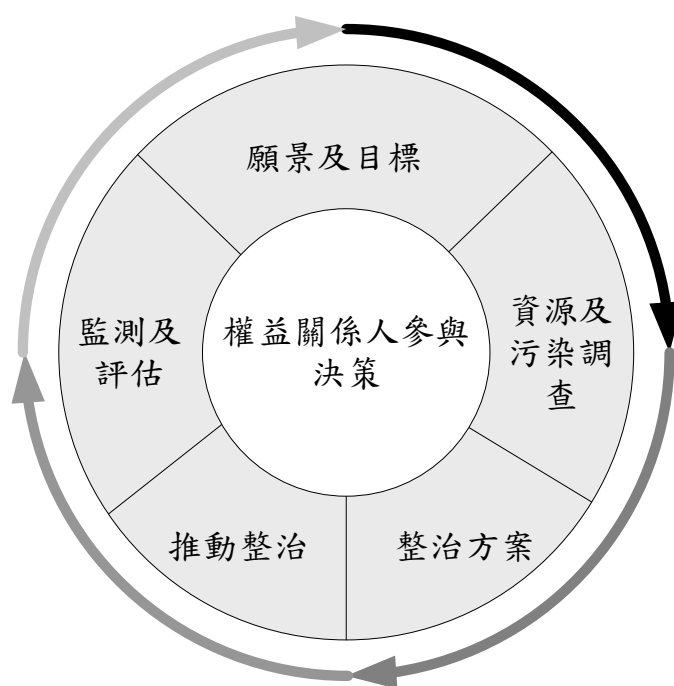 願景及目標
資源及
污染調
查
整治方案
推動整治
監測及
評估
權益關係人參與
決策